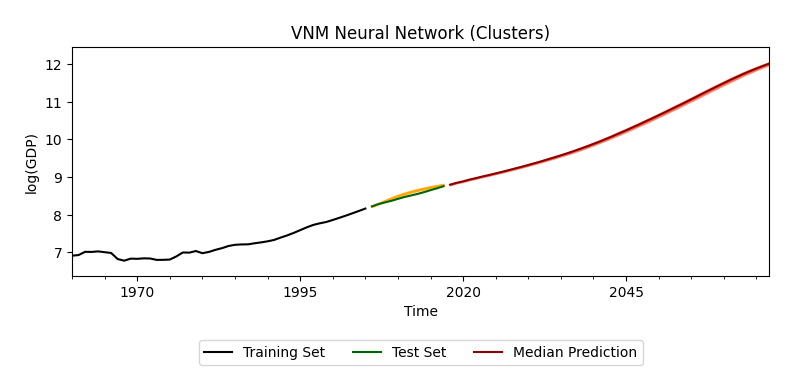 VNM Neural Network (Clusters)
log(GDP)
12
11
10
9
8
7
1970 1995 2020 2045
Time
Training Set Test Set Median Prediction